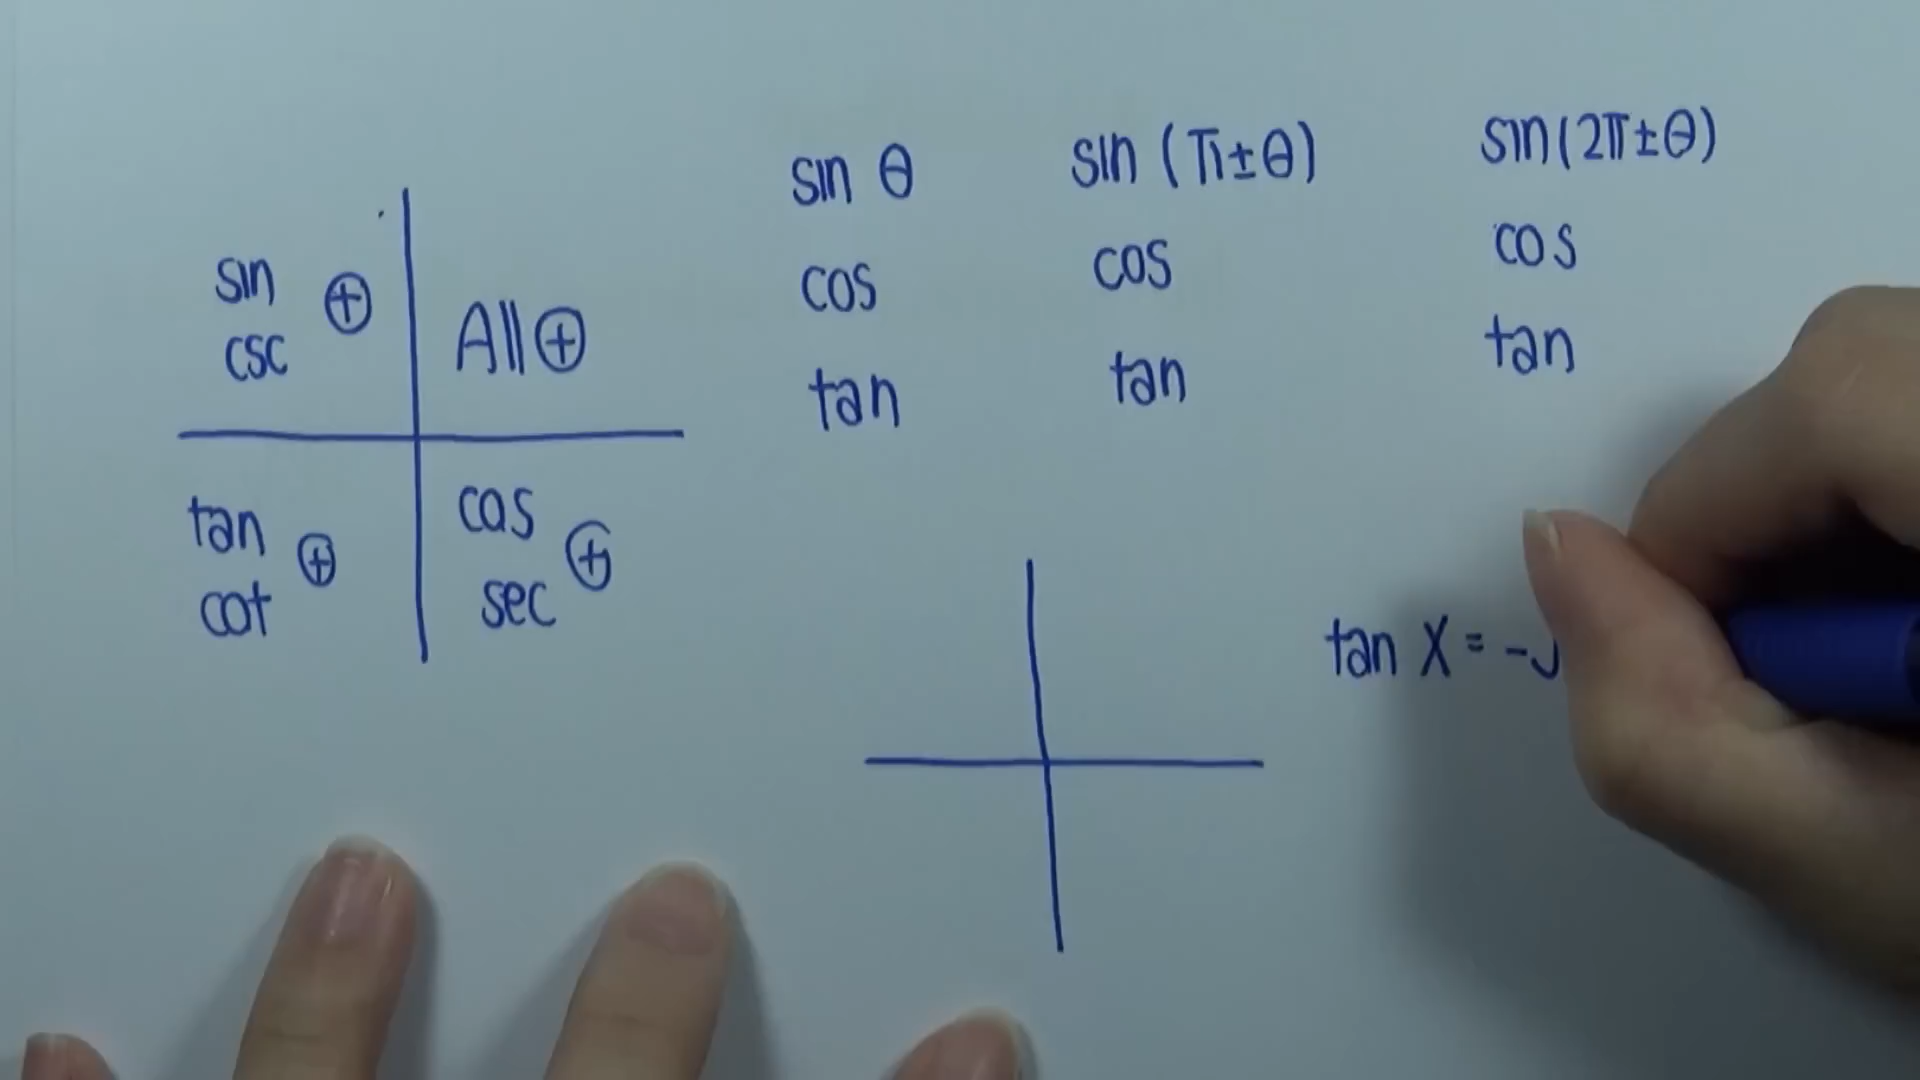 sin ⊕
csc
All ⊕
tan ⊕
cot
cos ⊕
sec
sin θ
cos
tan
sin (π±θ)
cos
tan
sin(2π±θ)
cos
tan
tan X = -